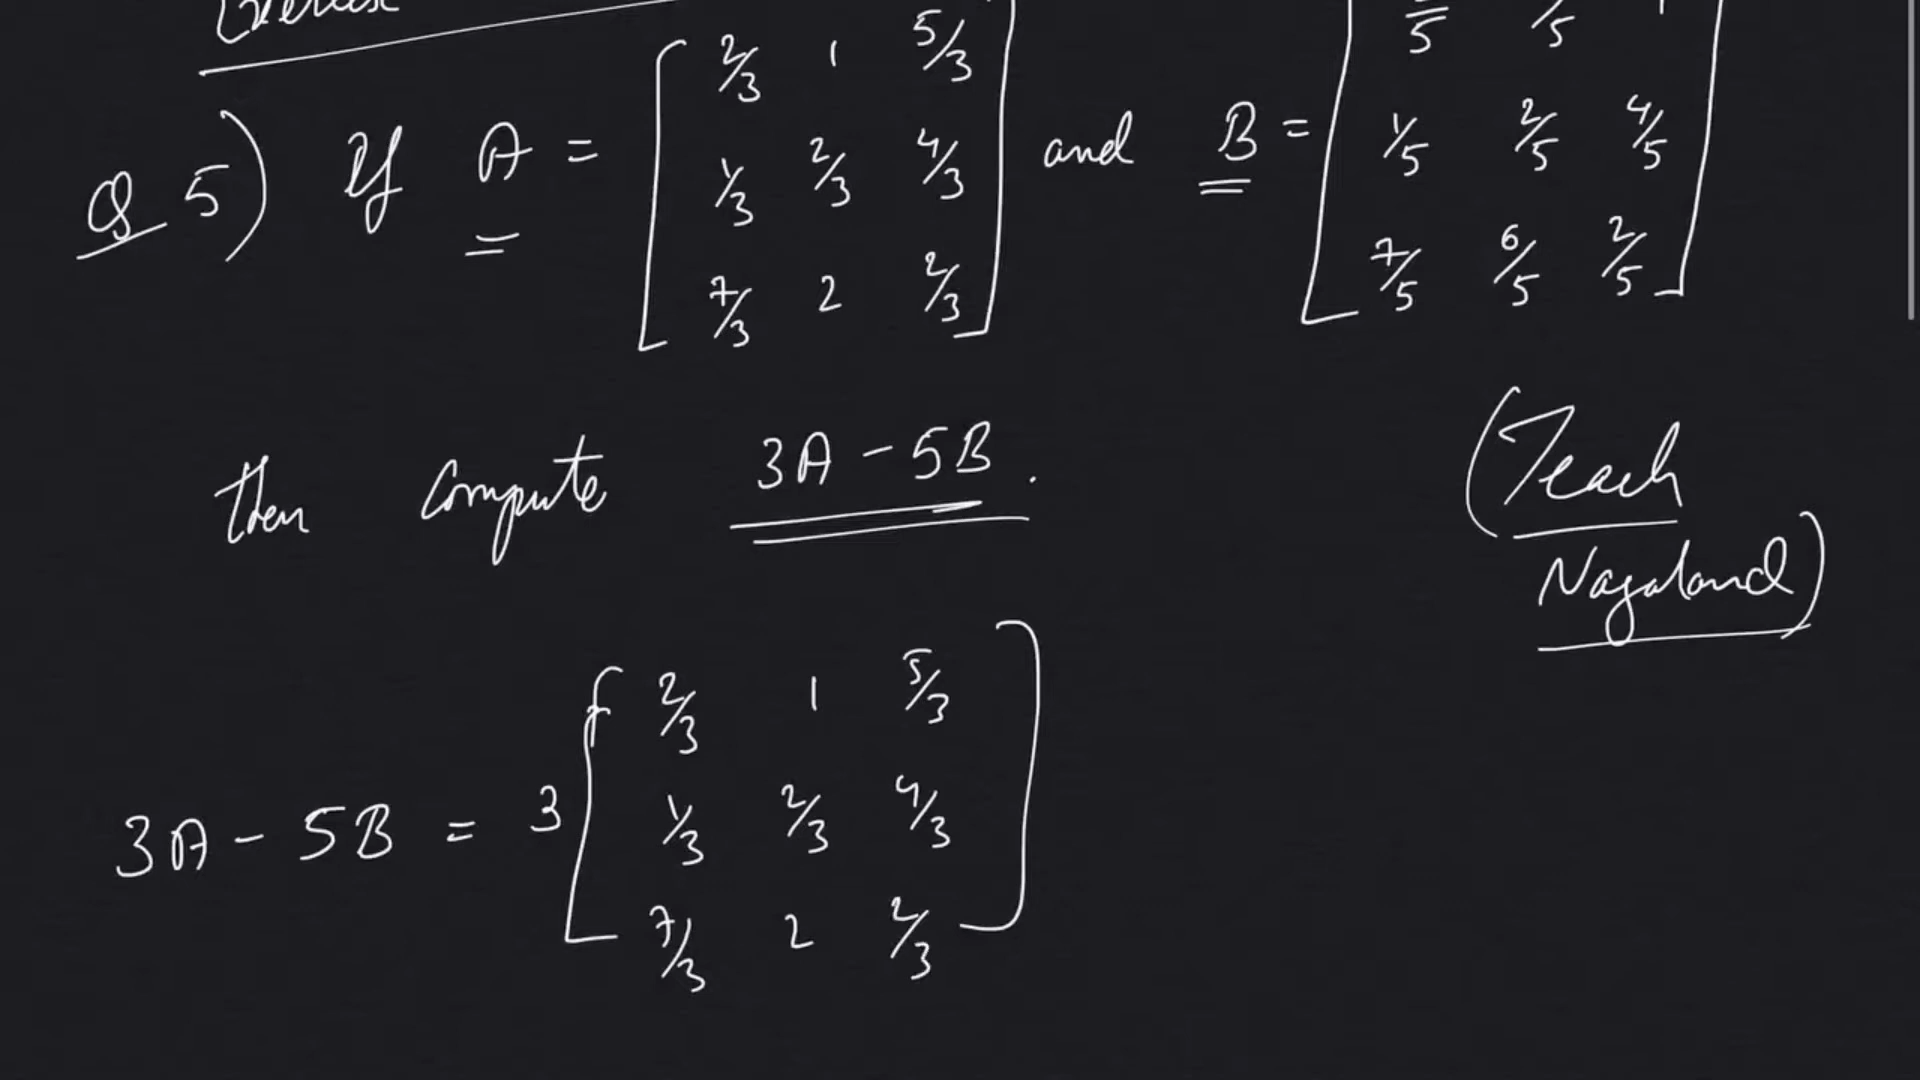 2/3 1 5/3 /5 /5
Q 5) If A = 1/3 2/3 4/3 and B = 1/5 2/5 4/5
7/3 2 2/3 7/5 6/5 2/5
then compute 3A - 5B. (Teach
Nagaland)
2/3 1 5/3
3A - 5B = 3 1/3 2/3 4/3
7/3 2 2/3